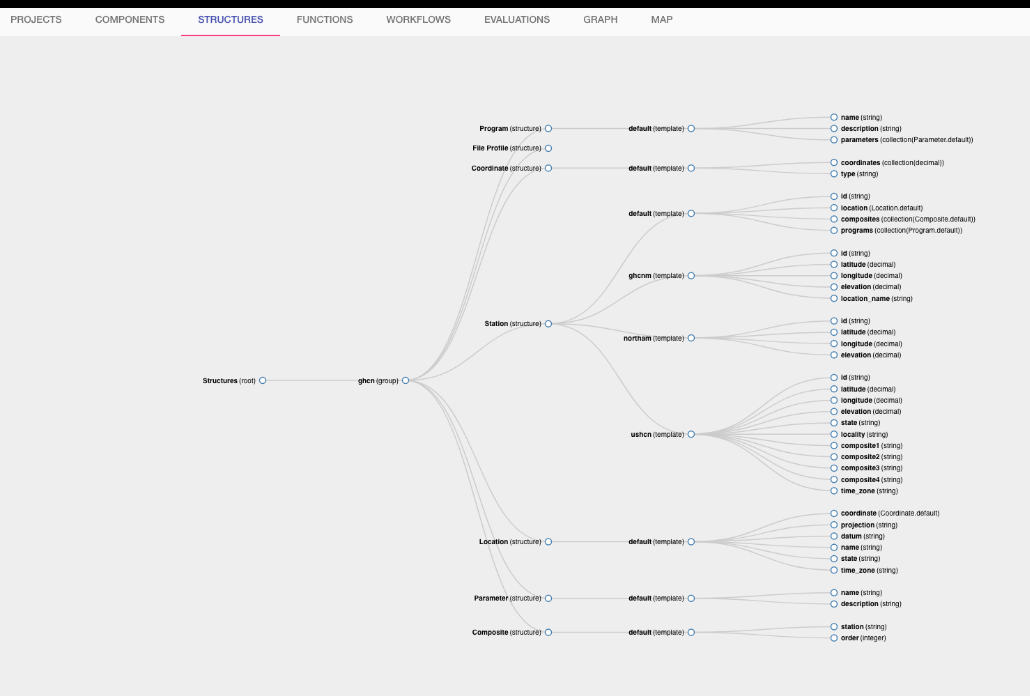 PROJECTS COMPONENTS STRUCTURES FUNCTIONS WORKFLOWS EVALUATIONS GRAPH MAP
Structures (root)
ghcn (group)
Program (structure)
default (template)
name (string)
description (string)
parameters (collection(Parameter.default))
File Profile (structure)
Coordinate (structure)
default (template)
coordinates (collection(decimal))
type (string)
Station (structure)
default (template)
id (string)
location (Location.default)
composites (collection(Composite.default))
programs (collection(Program.default))
ghcnm (template)
id (string)
latitude (decimal)
longitude (decimal)
elevation (decimal)
location_name (string)
northam (template)
id (string)
latitude (decimal)
longitude (decimal)
elevation (decimal)
ushcn (template)
id (string)
latitude (decimal)
longitude (decimal)
elevation (decimal)
state (string)
locality (string)
composite1 (string)
composite2 (string)
composite3 (string)
composite4 (string)
time_zone (string)
Location (structure)
default (template)
coordinate (Coordinate.default)
projection (string)
datum (string)
name (string)
state (string)
time_zone (string)
Parameter (structure)
default (template)
name (string)
description (string)
Composite (structure)
default (template)
station (string)
order (integer)